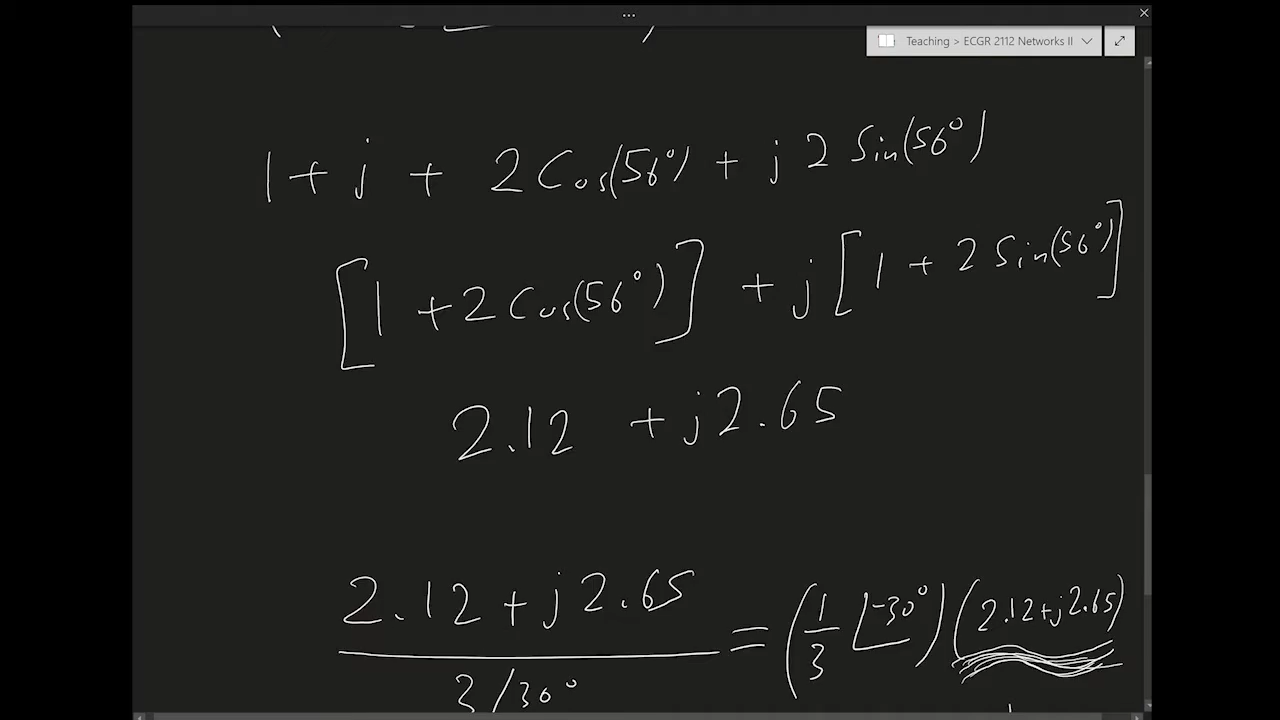 Teaching > ECGR 2112 Networks II
1 + j + 2 Cos(56°) + j 2 Sin(56°)
[1 + 2 Cos(56°)] + j [1 + 2 Sin(56°)]
2.12 + j2.65
2.12 + j2.65
= (1/3 ∠-30°) (2.12 + j2.65)
3 ∠30°